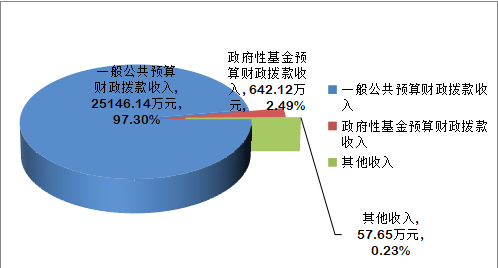 一般公共预算
财政拨款收
入，
25146.14万元，
97.30%
政府性基金预
算财政拨款收
入，642.12万
元，
2.49%
一般公共预算财政拨款收
入
政府性基金预算财政拨款
收入
其他收入
其他收入，
57.65万元，
0.23%